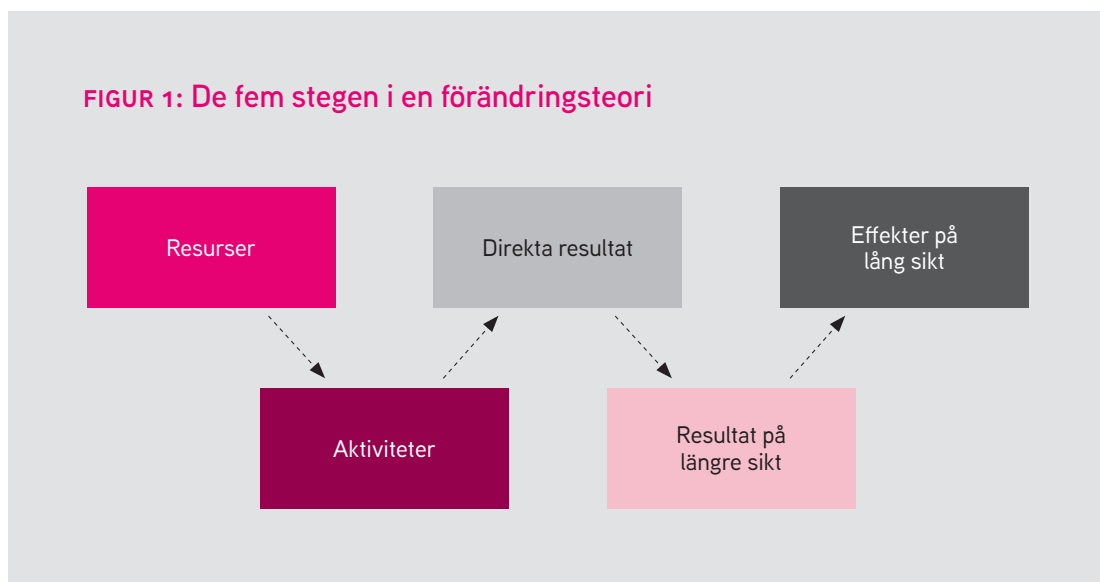 FIGUR 1: De fem stegen i en förändringsteori
Resurser
Aktiviteter
Direkta resultat
Resultat på
längre sikt
Effekter på
lång sikt